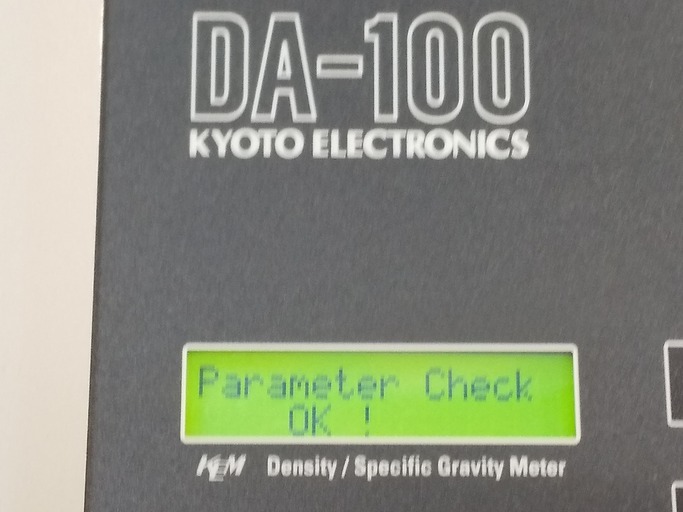 DA-100
KYOTO ELECTRONICS
Parameter Check
OK !
KEM Density / Specific Gravity Meter